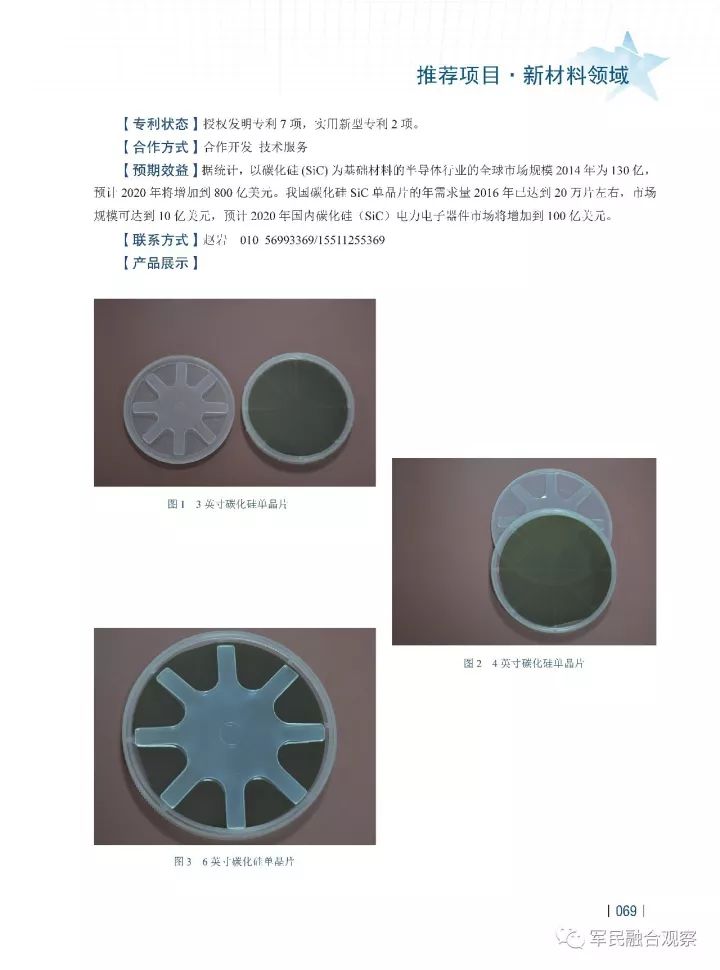 推荐项目·新材料领域
【专利状态】授权发明专利 7 项，实用新型专利 2 项。
【合作方式】合作开发 技术服务
【预期效益】据统计，以碳化硅 (SiC) 为基础材料的半导体行业的全球市场规模 2014 年为 130 亿，
预计 2020 年将增加到 800 亿美元。我国碳化硅 SiC 单晶片的年需求量 2016 年已达到 20 万片左右，市场
规模可达到 10 亿美元，预计 2020 年国内碳化硅（SiC）电力电子器件市场将增加到 100 亿美元。
【联系方式】赵岩 010 56993369/15511255369
【产品展示】
图 1 3 英寸碳化硅单晶片
图 2 4 英寸碳化硅单晶片
图 3 6 英寸碳化硅单晶片
069
军民融合观察